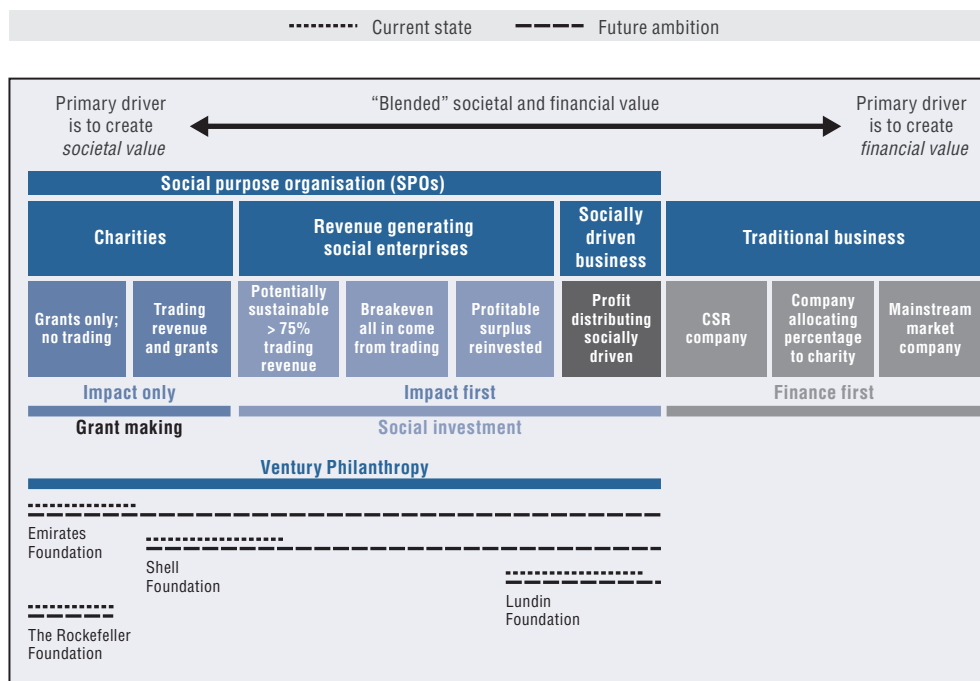 Current state
Future ambition
Primary driver
is to create
societal value
“Blended” societal and financial value
Primary driver
is to create
financial value
Social purpose organisation (SPOs)
Charities
Revenue generating
social enterprises
Socially
driven
business
Traditional business
Grants only;
no trading
Trading
revenue
and grants
Potentially
sustainable
> 75%
trading
revenue
Breakeven
all in come
from trading
Profitable
surplus
reinvested
Profit
distributing
socially
driven
CSR
company
Company
allocating
percentage
to charity
Mainstream
market
company
Impact only
Impact first
Finance first
Grant making
Social investment
Ventury Philanthropy
Emirates
Foundation
Shell
Foundation
Lundin
Foundation
The Rockefeller
Foundation